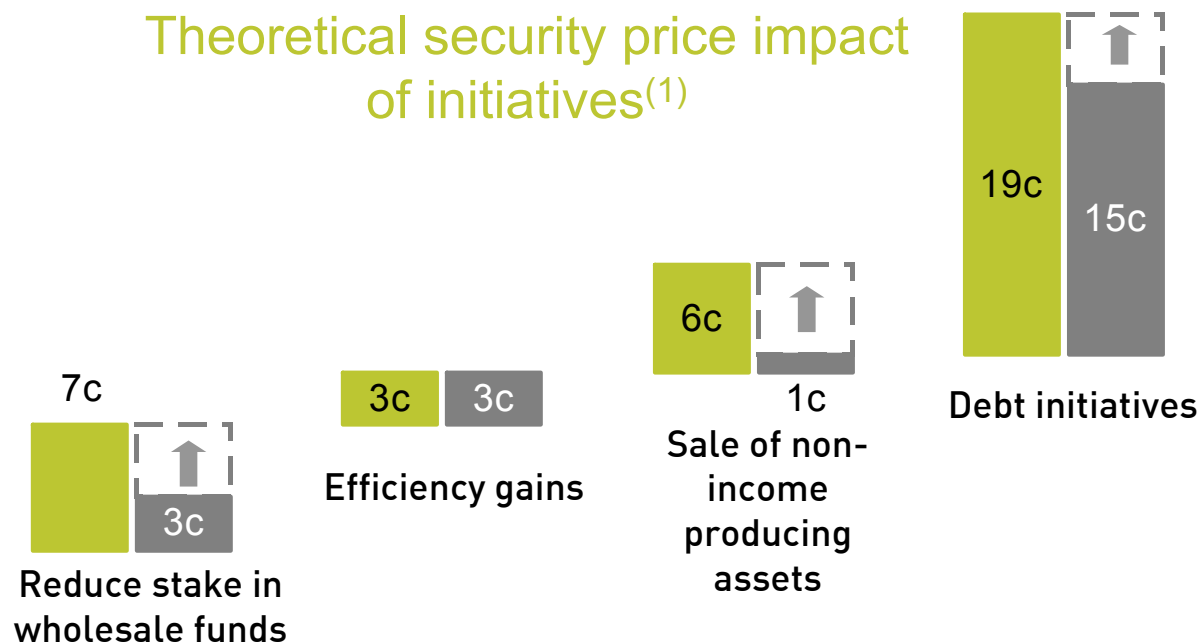 Theoretical security price impact
of initiatives(1)
7c
3c
Reduce stake in
wholesale funds
3c
3c
Efficiency gains
6c
1c
Sale of non-
income
producing
assets
19c
15c
Debt initiatives